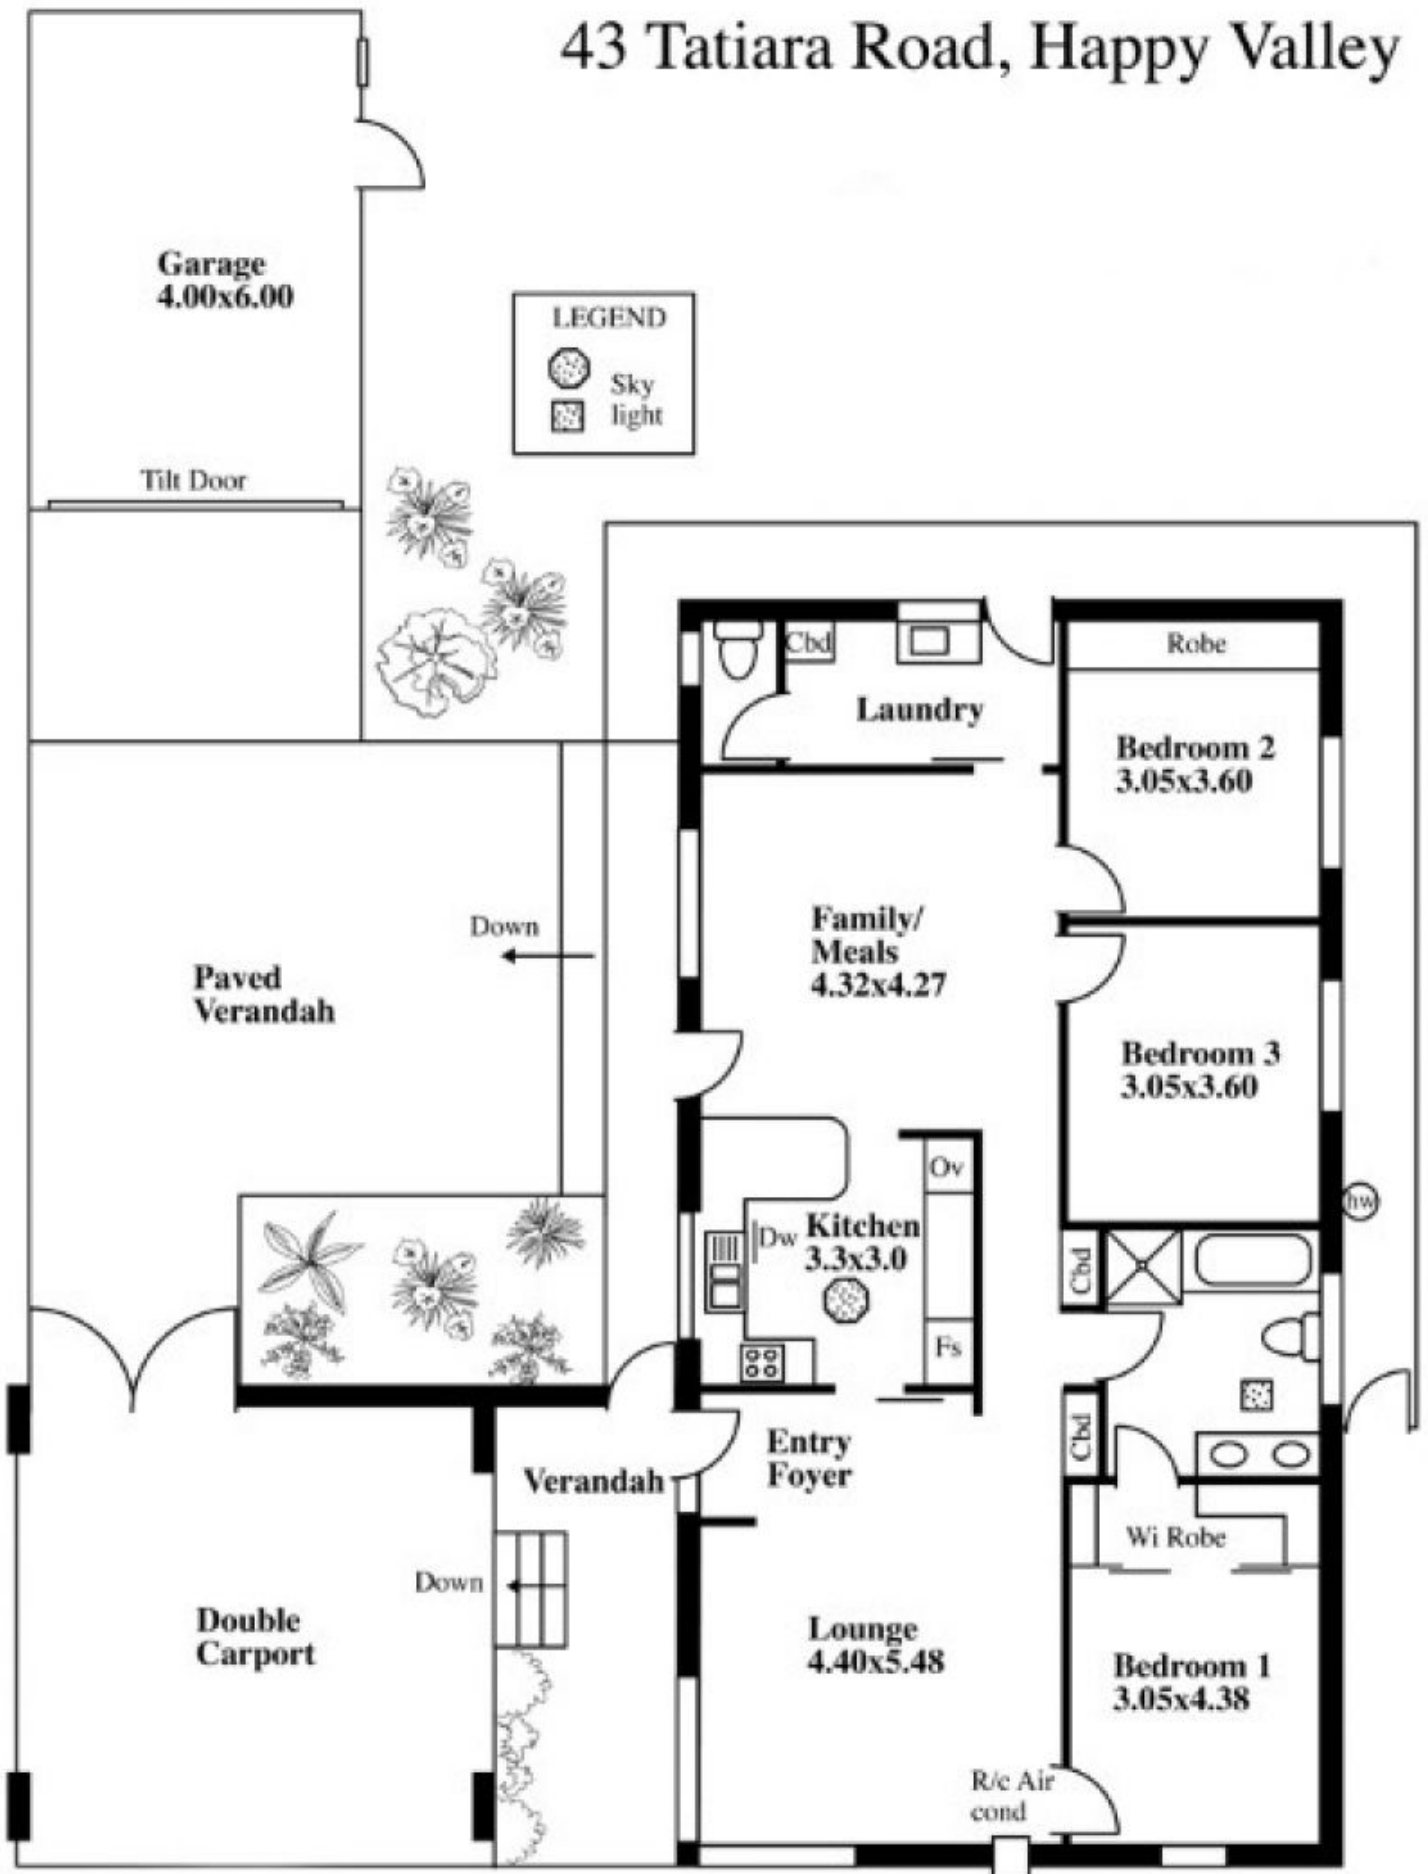 43 Tatiara Road, Happy Valley
Garage
4.00x6.00
LEGEND
Sky
light
Tilt Door
Cbd
Laundry
Robe
Bedroom 2
3.05x3.60
Family/
Meals
4.32x4.27
Down
Paved
Verandah
Bedroom 3
3.05x3.60
Ov
hw
Dw
Kitchen
3.3x3.0
Cbd
Fs
Entry
Foyer
Cbd
Verandah
Wi Robe
Down
Double
Carport
Lounge
4.40x5.48
Bedroom 1
3.05x4.38
R/c Air
cond